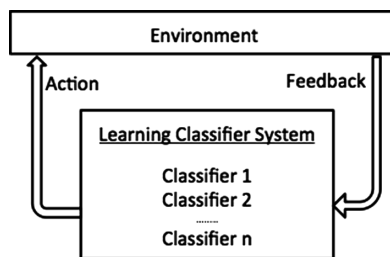 Environment
Action
Feedback
Learning Classifier System
Classifier 1
Classifier 2
........
Classifier n